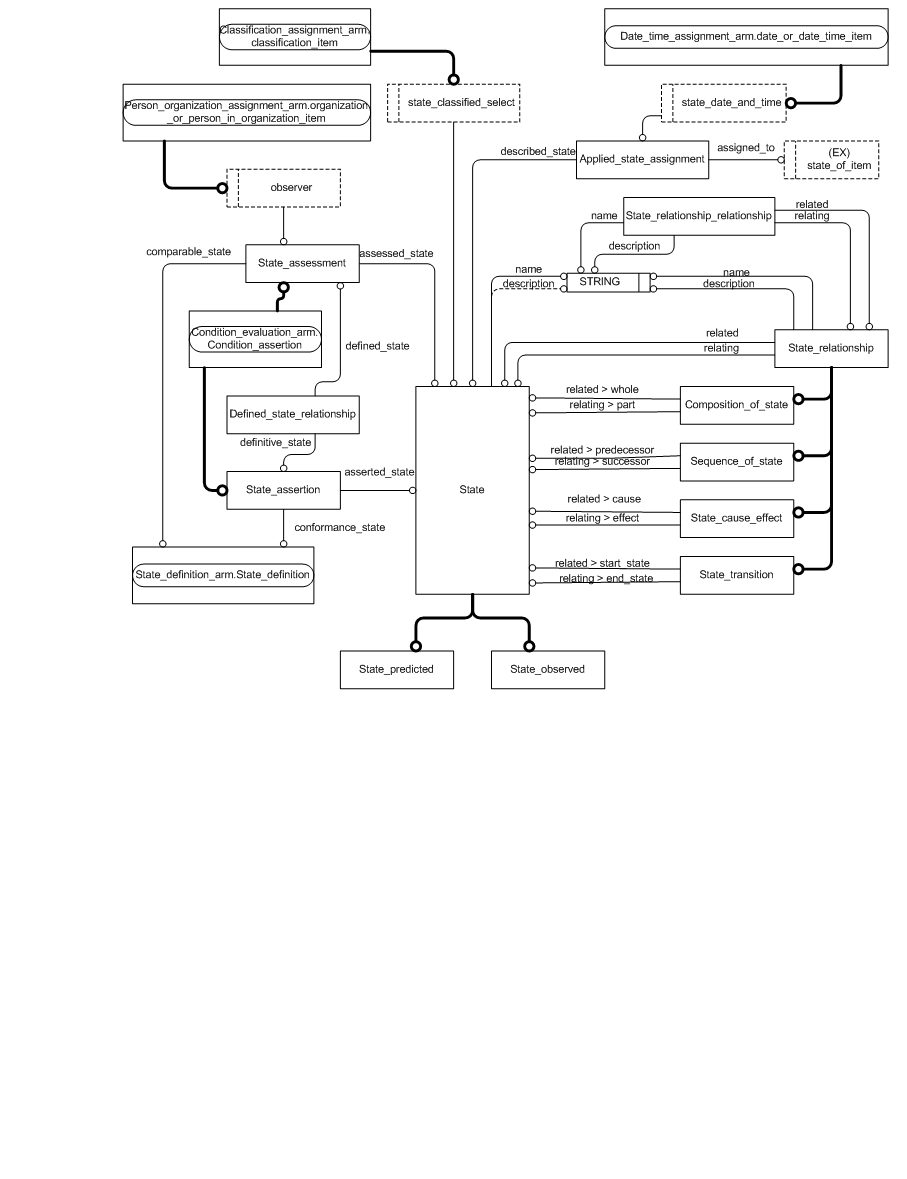 Classification_assignment_arm.
classification_item
Date_time_assignment_arm.date_or_date_time_item
state_classified_select
state_date_and_time
Person_organization_assignment_arm.organization
_or_person_in_organization_item
described_state
Applied_state_assignment
assigned_to
(EX)
state_of_item
observer
State_relationship_relationship
related
relating
name
description
comparable_state
State_assessment
assessed_state
name
description
STRING
name
description
Condition_evaluation_arm.
Condition_assertion
defined_state
related
relating
State_relationship
Defined_state_relationship
definitive_state
related > whole
relating > part
Composition_of_state
related > predecessor
relating > successor
Sequence_of_state
State_assertion
asserted_state
State
related > cause
relating > effect
State_cause_effect
conformance_state
State_definition_arm.State_definition
related > start_state
relating > end_state
State_transition
State_predicted
State_observed